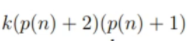 k(p(n) + 2)(p(n) + 1)